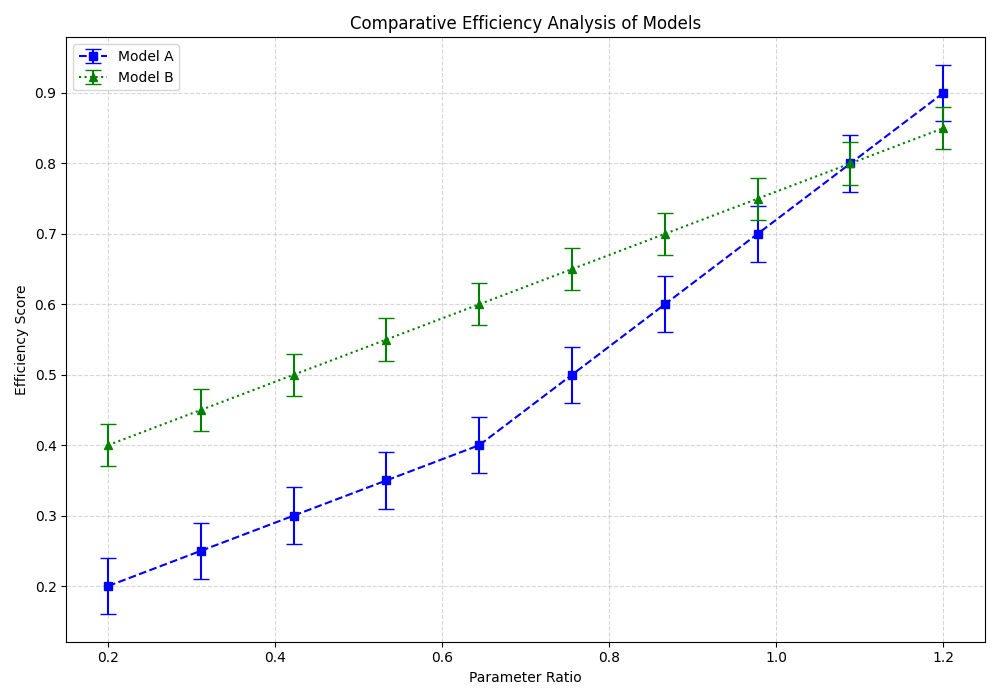 Comparative Efficiency Analysis of Models
Model A
Model B
Efficiency Score
0.9
0.8
0.7
0.6
0.5
0.4
0.3
0.2
0.2 0.4 0.6 0.8 1.0 1.2
Parameter Ratio